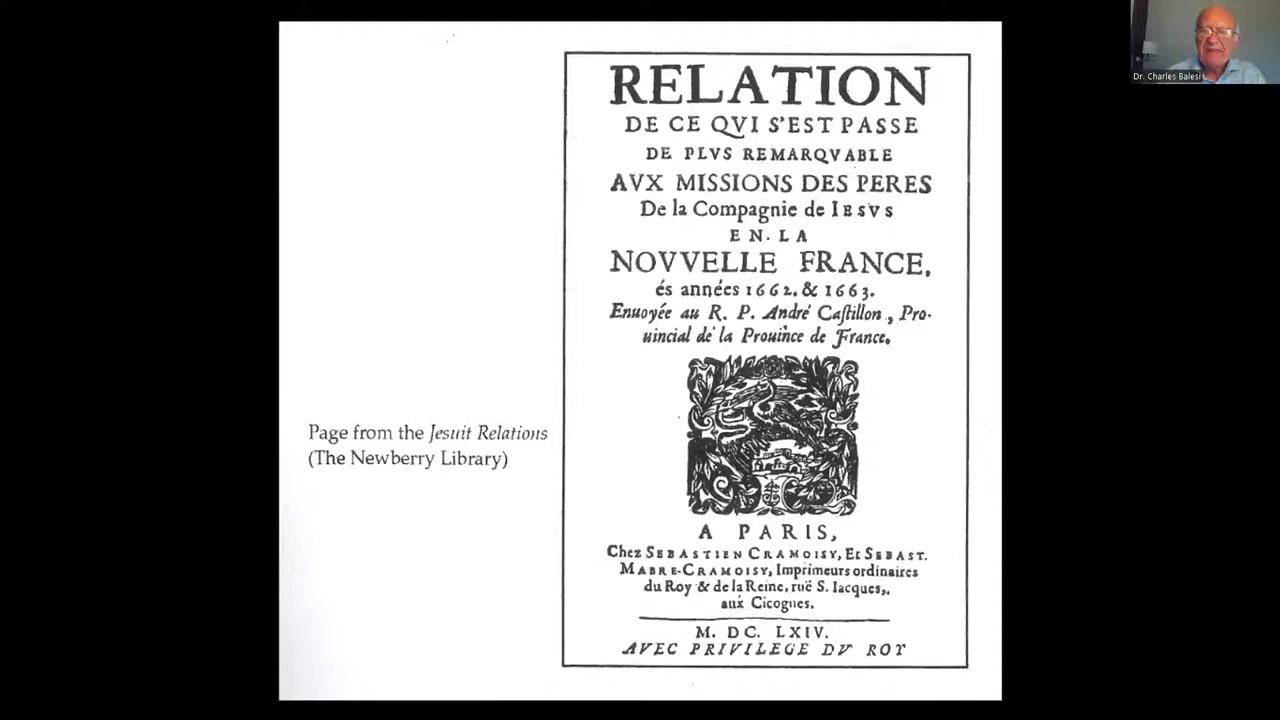 RELATION
DE CE QVI S'EST PASSE
DE PLVS REMARQVABLE
AVX MISSIONS DES PERES
De la Compagnie de IESVS
EN. LA
NOVVELLE FRANCE,
és années 1662. & 1663.
Enuoyée au R. P. André Caſtillon, Pro-
uincial de la Prouince de France.
Page from the Jesuit Relations
(The Newberry Library)
A PARIS,
Chez SEBASTIEN CRAMOISY, Et SEBAST.
MABRE-CRAMOISY, Imprimeurs ordinaires
du Roy & de la Reine, ruë S. Iacques,
aux Cicognes.
M. DC. LXIV.
AVEC PRIVILEGE DV ROY
Dr. Charles Balesi